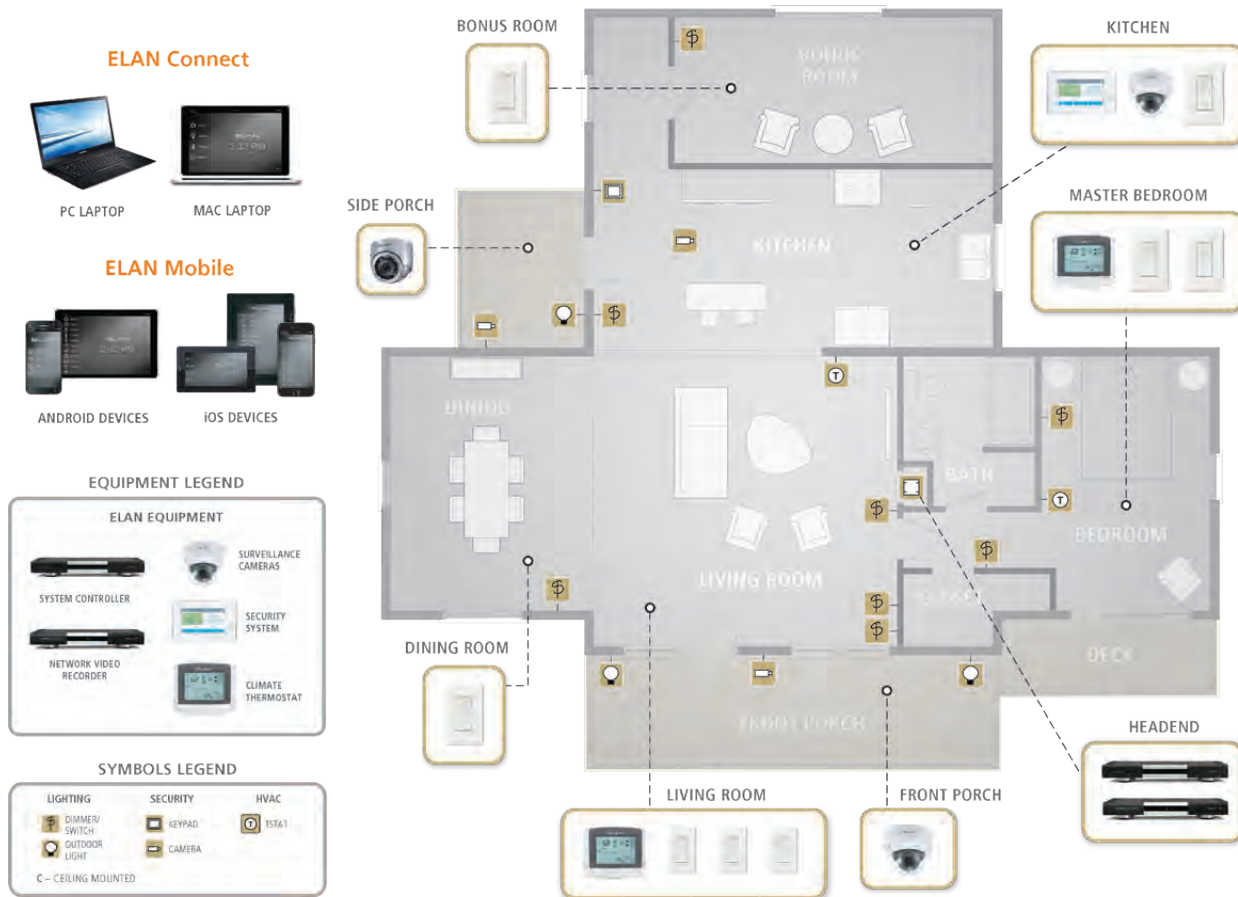 ELAN Connect
PC LAPTOP
MAC LAPTOP
ELAN Mobile
ANDROID DEVICES
iOS DEVICES
EQUIPMENT LEGEND
ELAN EQUIPMENT
SYSTEM CONTROLLER
NETWORK VIDEO
RECORDER
SURVEILLANCE
CAMERAS
SECURITY
SYSTEM
CLIMATE
THERMOSTAT
SYMBOLS LEGEND
LIGHTING
DIMMER/
SWITCH
OUTDOOR
LIGHT
SECURITY
KEYPAD
CAMERA
HVAC
T
TSTAT
C – CEILING MOUNTED
BONUS ROOM
SIDE PORCH
KITCHEN
MASTER BEDROOM
DINING ROOM
LIVING ROOM
FRONT PORCH
HEADEND
BONUS
ROOM
KITCHEN
DINING
T
BATH
T
BEDROOM
LIVING ROOM
CLOSET
DECK
FRONT PORCH